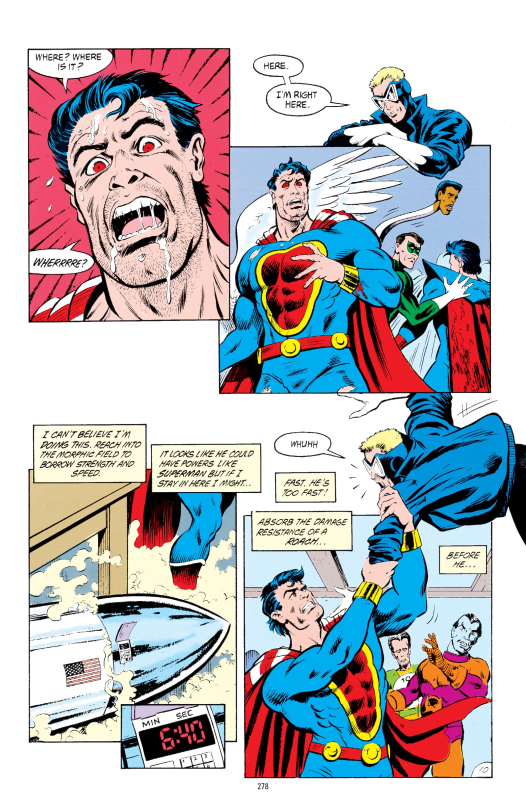 WHERE? WHERE
IS IT?
WHERRRRE?
HERE.
I'M RIGHT
HERE.
I CAN'T BELIEVE I'M
DOING THIS. REACH INTO
THE MORPHIC FIELD TO
BORROW STRENGTH AND
SPEED.
IT LOOKS LIKE HE COULD
HAVE POWERS LIKE
SUPERMAN BUT IF I
STAY IN HERE I MIGHT...
MIN SEC
6:40
WHUHH
FAST. HE'S
TOO FAST!
ABSORB THE DAMAGE
RESISTANCE OF A
ROACH...
BEFORE
HE...
10
278